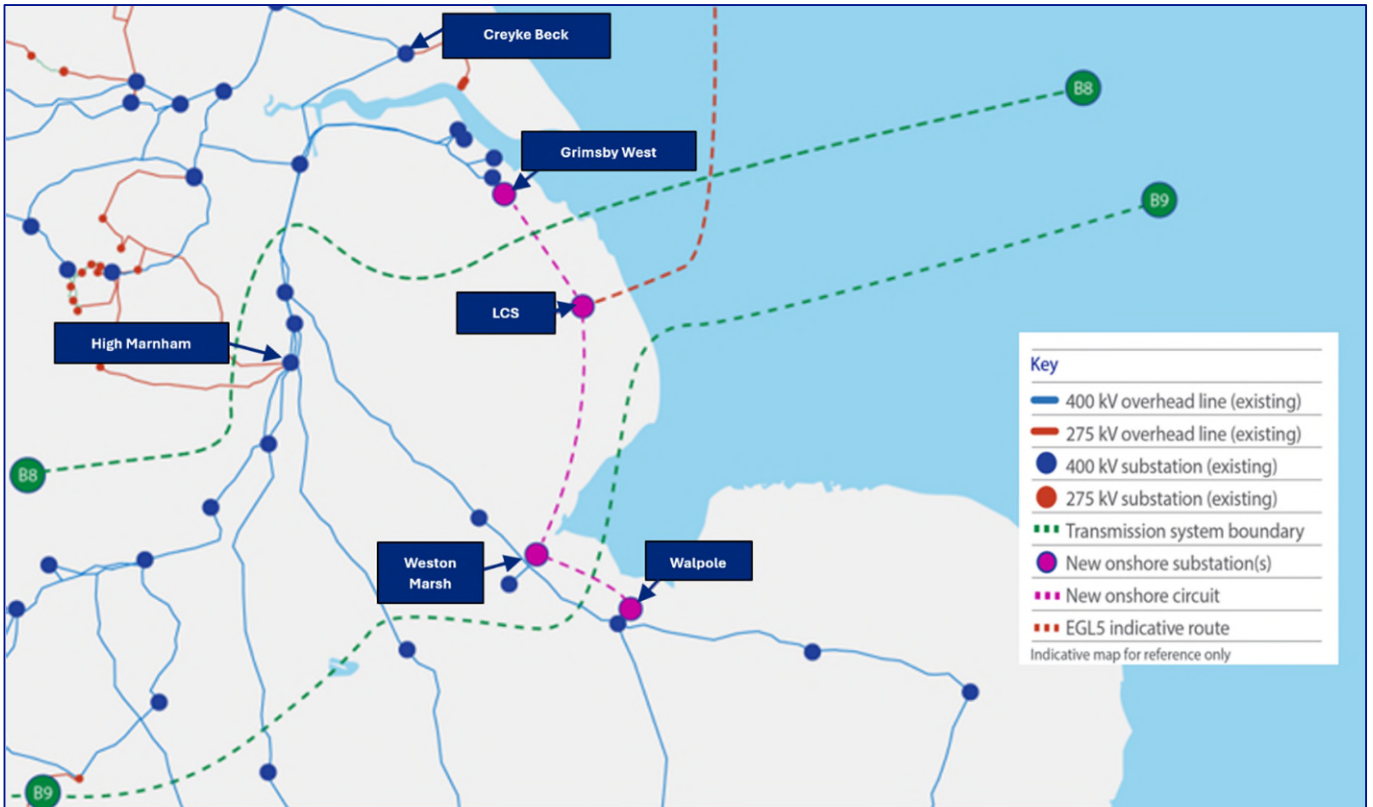 Creyke Beck
B8
Grimsby West
B9
LCS
High Marnham
Key
400 kV overhead line (existing)
275 kV overhead line (existing)
B8
400 kV substation (existing)
275 kV substation (existing)
Transmission system boundary
Weston
Marsh
Walpole
New onshore substation(s)
New onshore circuit
EGL5 indicative route
Indicative map for reference only
B9